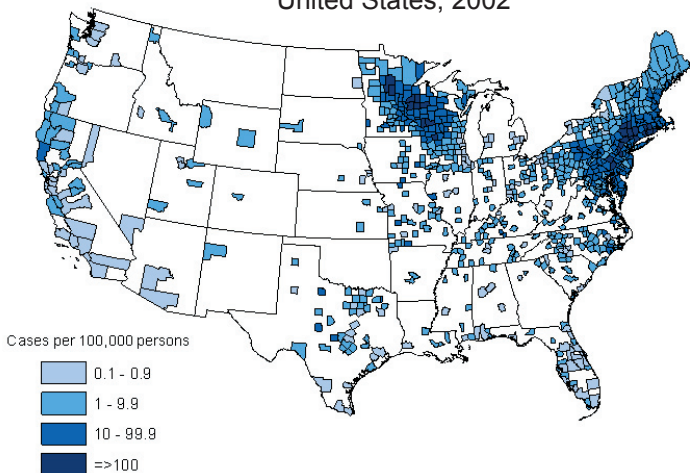 United States, 2002
Cases per 100,000 persons
0.1 - 0.9
1 - 9.9
10 - 99.9
=>100